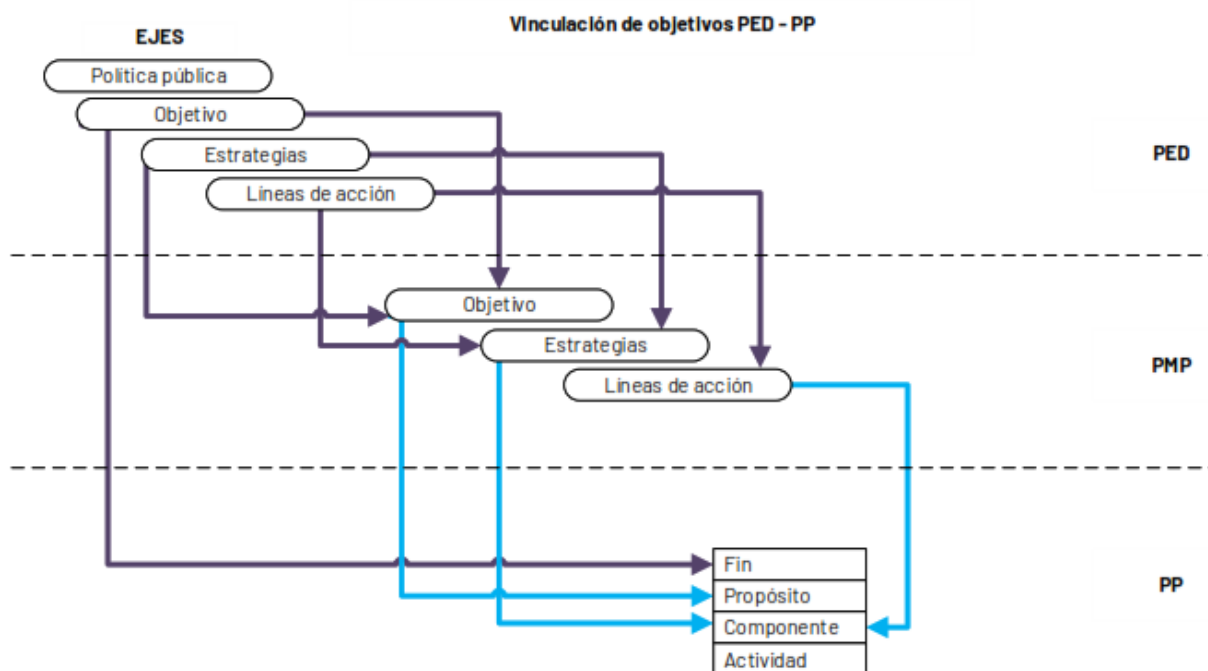 Vinculación de objetivos PED - PP
EJES
Política pública
Objetivo
Estrategias
Líneas de acción
PED
Objetivo
Estrategias
Líneas de acción
PMP
Fin
Propósito
Componente
Actividad
PP